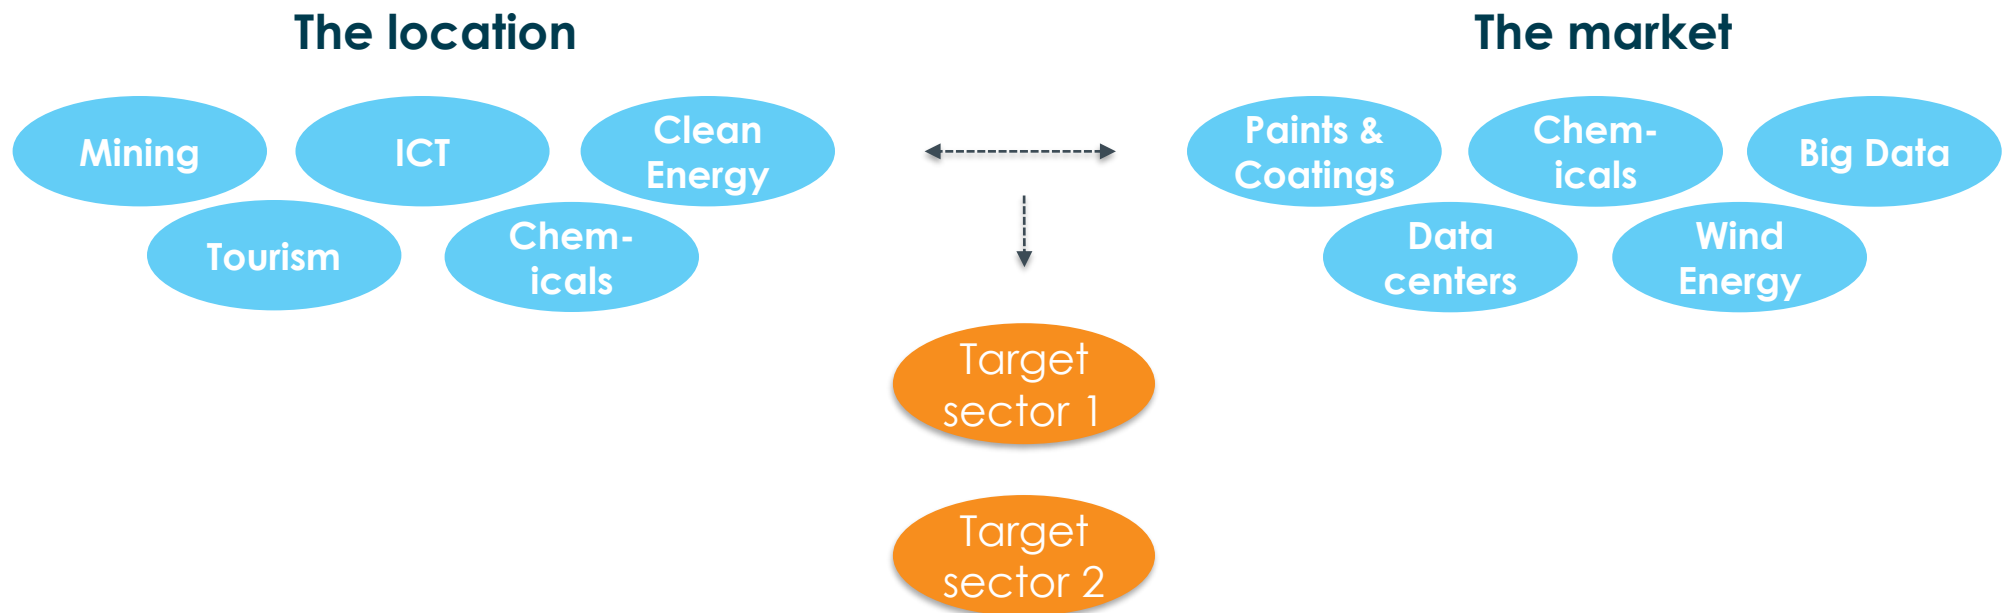 The location
The market
Mining
ICT
Clean
Energy
Tourism
Chem-
icals
Paints &
Coatings
Chem-
icals
Big Data
Data
centers
Wind
Energy
Target
sector 1
Target
sector 2